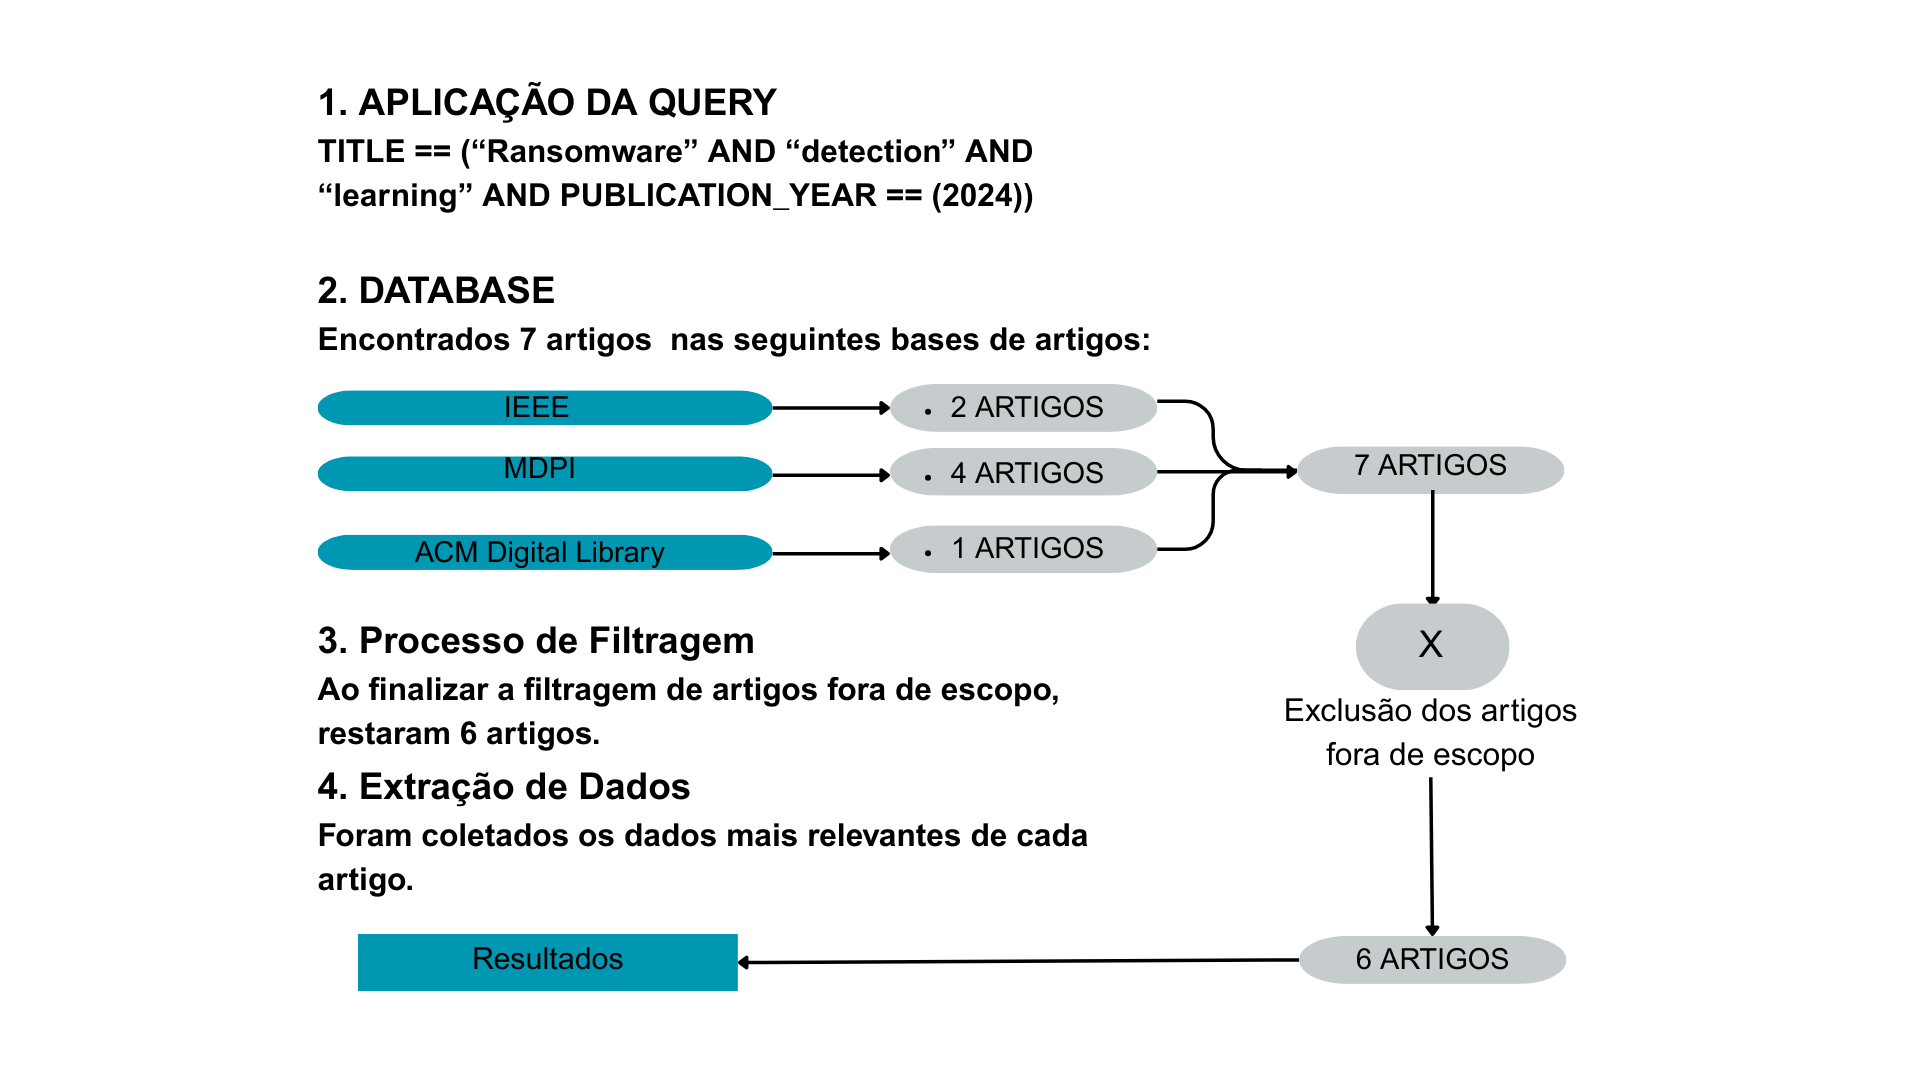 1. APLICAÇÃO DA QUERY
TITLE == (“Ransomware” AND “detection” AND
“learning” AND PUBLICATION_YEAR == (2024))
2. DATABASE
Encontrados 7 artigos  nas seguintes bases de artigos:
IEEE
• 2 ARTIGOS
MDPI
• 4 ARTIGOS
7 ARTIGOS
ACM Digital Library
• 1 ARTIGOS
3. Processo de Filtragem
Ao finalizar a filtragem de artigos fora de escopo,
restaram 6 artigos.
X
Exclusão dos artigos
fora de escopo
4. Extração de Dados
Foram coletados os dados mais relevantes de cada
artigo.
6 ARTIGOS
Resultados